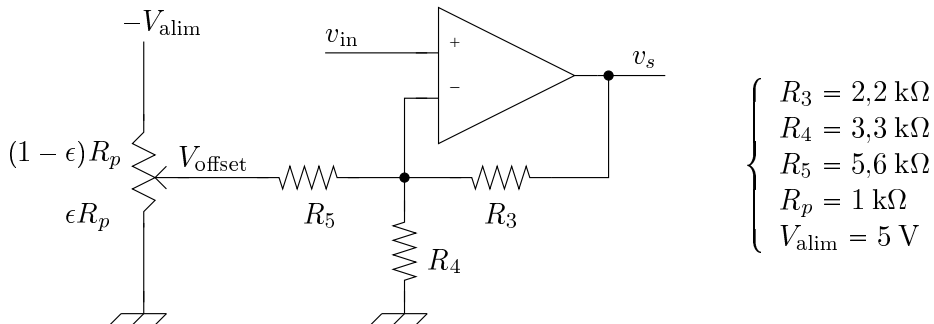 −V_alim
v_in
+
−
v_s
(1 − ϵ)R_p
V_offset
ϵR_p
R_5
R_3
R_4
R_3 = 2,2 kΩ
R_4 = 3,3 kΩ
R_5 = 5,6 kΩ
R_p = 1 kΩ
V_alim = 5 V